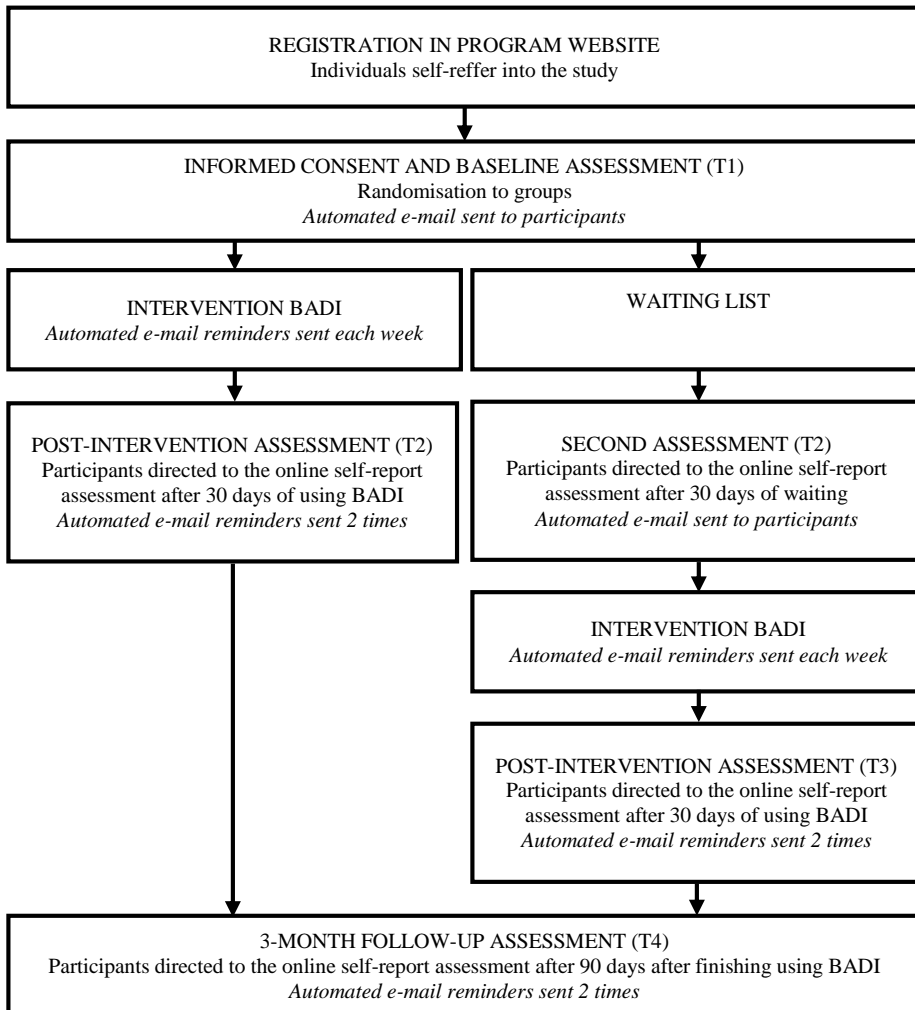 REGISTRATION IN PROGRAM WEBSITE
Individuals self-reffer into the study
INFORMED CONSENT AND BASELINE ASSESSMENT (T1)
Randomisation to groups
Automated e-mail sent to participants
INTERVENTION BADI
Automated e-mail reminders sent each week
WAITING LIST
POST-INTERVENTION ASSESSMENT (T2)
Participants directed to the online self-report
assessment after 30 days of using BADI
Automated e-mail reminders sent 2 times
SECOND ASSESSMENT (T2)
Participants directed to the online self-report
assessment after 30 days of waiting
Automated e-mail sent to participants
INTERVENTION BADI
Automated e-mail reminders sent each week
POST-INTERVENTION ASSESSMENT (T3)
Participants directed to the online self-report
assessment after 30 days of using BADI
Automated e-mail reminders sent 2 times
3-MONTH FOLLOW-UP ASSESSMENT (T4)
Participants directed to the online self-report assessment after 90 days after finishing using BADI
Automated e-mail reminders sent 2 times